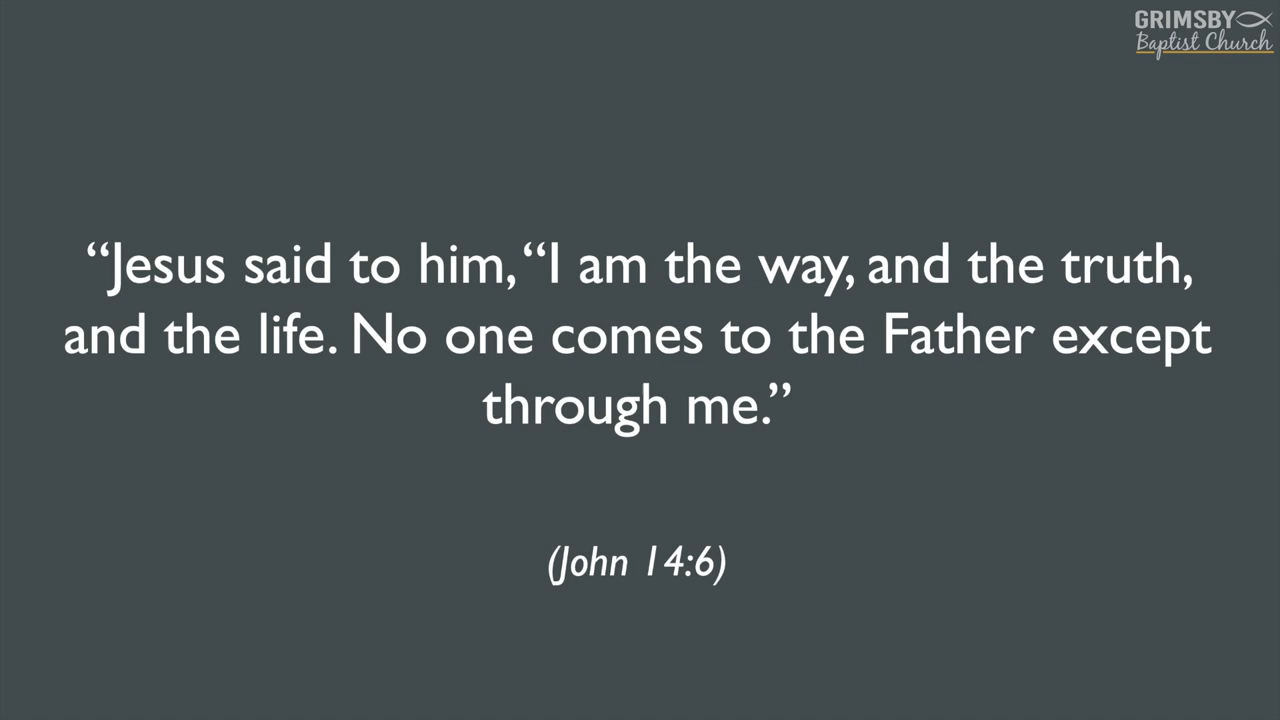 GRIMSBY
Baptist Church
“Jesus said to him, “I am the way, and the truth,
and the life. No one comes to the Father except
through me.”
(John 14:6)